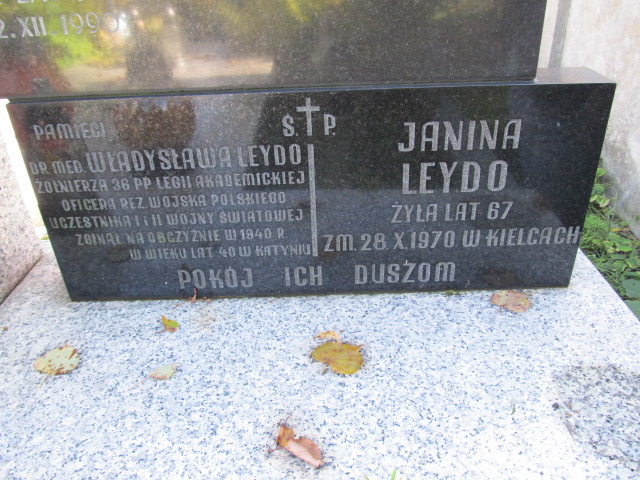 2.XII.1990
PAMIĘCI
DR MED. WŁADYSŁAWA LEYDO
ŻOŁNIERZA 36 PP LEGII AKADEMICKIEJ
OFICERA REZ. WOJSKA POLSKIEGO
UCZESTNIKA I i II WOJNY ŚWIATOWEJ
ZGINĄŁ NA OBCZYŹNIE W 1940 R.
W WIEKU LAT 40 W KATYNIU
Ś. P.
JANINA
LEYDO
ŻYŁA LAT 67
ZM. 28.X.1970 W KIELCACH
POKÓJ ICH DUSZOM